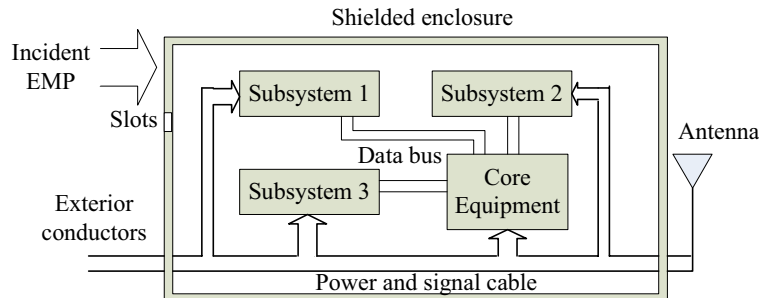 Shielded enclosure
Incident
EMP
Slots
Subsystem 1
Subsystem 2
Antenna
Data bus
Subsystem 3
Core
Equipment
Exterior
conductors
Power and signal cable